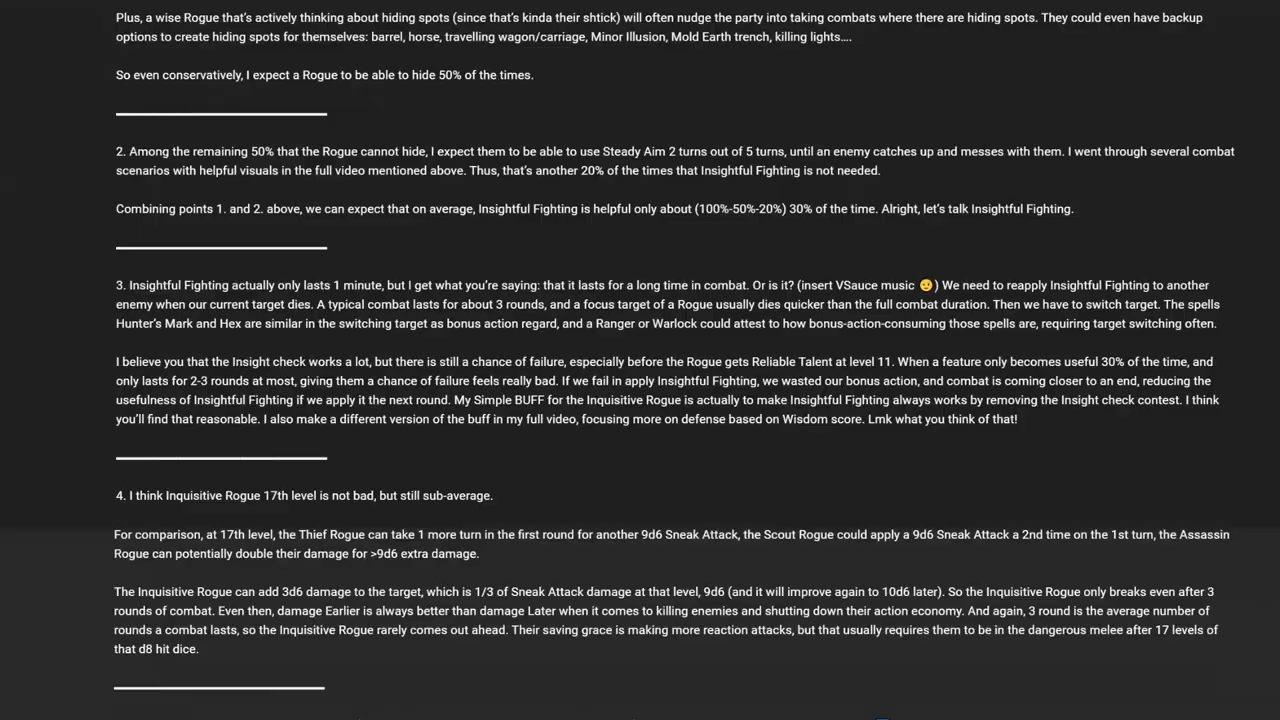 Plus, a wise Rogue that's actively thinking about hiding spots (since that's kinda their shtick) will often nudge the party into taking combats where there are hiding spots. They could even have backup
options to create hiding spots for themselves: barrel, horse, travelling wagon/carriage, Minor Illusion, Mold Earth trench, killing lights....
So even conservatively, I expect a Rogue to be able to hide 50% of the times.
2. Among the remaining 50% that the Rogue cannot hide, I expect them to be able to use Steady Aim 2 turns out of 5 turns, until an enemy catches up and messes with them. I went through several combat
scenarios with helpful visuals in the full video mentioned above. Thus, that's another 20% of the times that Insightful Fighting is not needed.
Combining points 1. and 2. above, we can expect that on average, Insightful Fighting is helpful only about (100%-50%-20%) 30% of the time. Alright, let's talk Insightful Fighting.
3. Insightful Fighting actually only lasts 1 minute, but I get what you're saying: that it lasts for a long time in combat. Or is it? (insert VSauce music 🤨) We need to reapply Insightful Fighting to another
enemy when our current target dies. A typical combat lasts for about 3 rounds, and a focus target of a Rogue usually dies quicker than the full combat duration. Then we have to switch target. The spells
Hunter's Mark and Hex are similar in the switching target as bonus action regard, and a Ranger or Warlock could attest to how bonus-action-consuming those spells are, requiring target switching often.
I believe you that the Insight check works a lot, but there is still a chance of failure, especially before the Rogue gets Reliable Talent at level 11. When a feature only becomes useful 30% of the time, and
only lasts for 2-3 rounds at most, giving them a chance of failure feels really bad. If we fail in apply Insightful Fighting, we wasted our bonus action, and combat is coming closer to an end, reducing the
usefulness of Insightful Fighting if we apply it the next round. My Simple BUFF for the Inquisitive Rogue is actually to make Insightful Fighting always works by removing the Insight check contest. I think
you'll find that reasonable. I also make a different version of the buff in my full video, focusing more on defense based on Wisdom score. Lmk what you think of that!
4. I think Inquisitive Rogue 17th level is not bad, but still sub-average.
For comparison, at 17th level, the Thief Rogue can take 1 more turn in the first round for another 9d6 Sneak Attack, the Scout Rogue could apply a 9d6 Sneak Attack a 2nd time on the 1st turn, the Assassin
Rogue can potentially double their damage for >9d6 extra damage.
The Inquisitive Rogue can add 3d6 damage to the target, which is 1/3 of Sneak Attack damage at that level, 9d6 (and it will improve again to 10d6 later). So the Inquisitive Rogue only breaks even after 3
rounds of combat. Even then, damage Earlier is always better than damage Later when it comes to killing enemies and shutting down their action economy. And again, 3 round is the average number of
rounds a combat lasts, so the Inquisitive Rogue rarely comes out ahead. Their saving grace is making more reaction attacks, but that usually requires them to be in the dangerous melee after 17 levels of
that d8 hit dice.